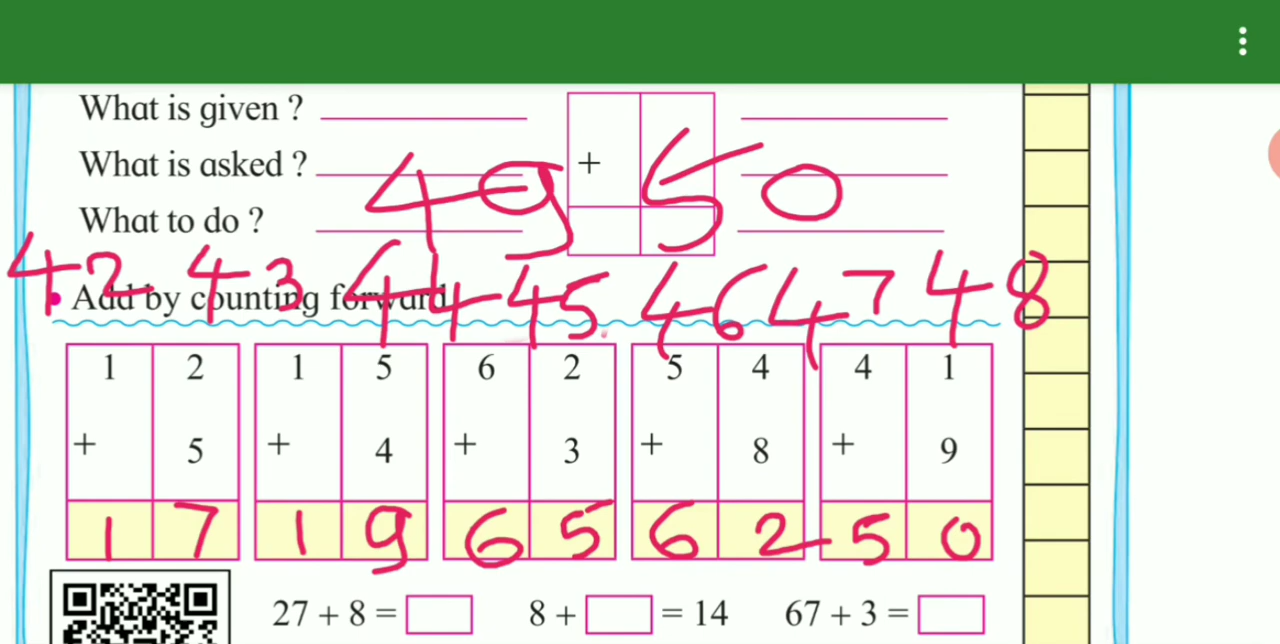 What is given ?
What is asked ? +
What to do ?
49 50
42 43 44 45 46 47 48
Add by counting forward
1 2 1 5 6 2 5 4 4 1
+ 5 + 4 + 3 + 8 + 9
1 7 1 9 6 5 6 2 5 0
27 + 8 = 8 + = 14 67 + 3 =